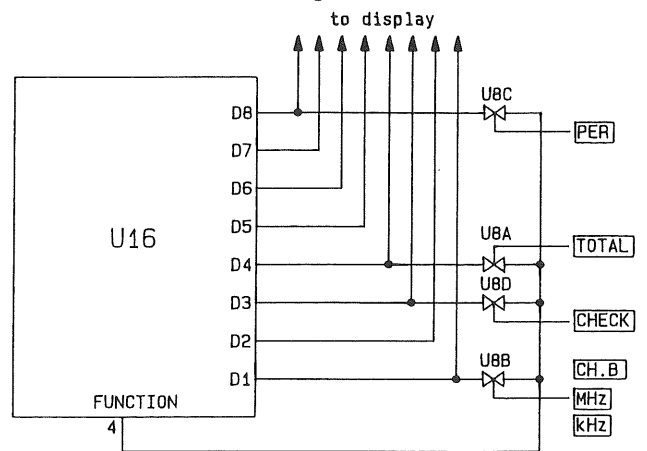 to display
U8C
D8
PER
D7
D6
D5
U16
U8A
TOTAL
D4
U8D
D3
CHECK
D2
U8B
CH.B
D1
MHz
FUNCTION
kHz
4